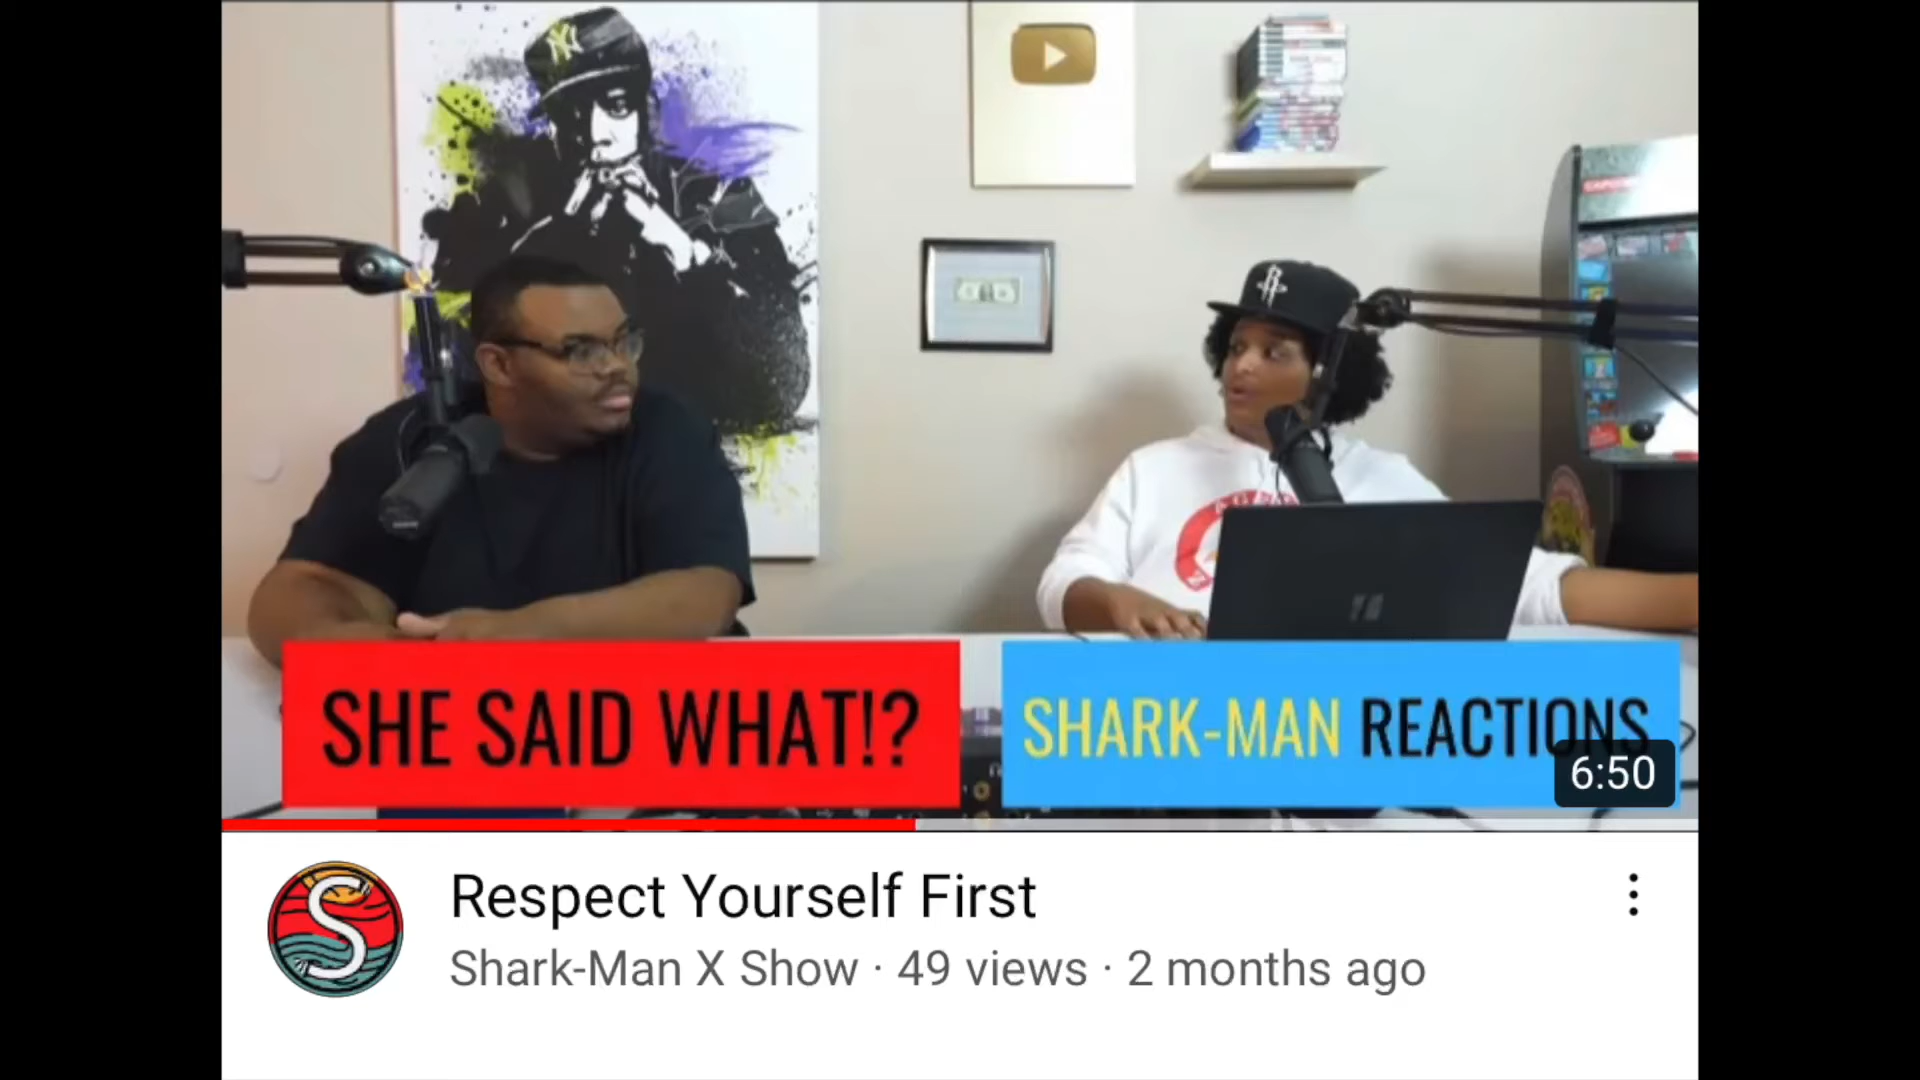 NY
SHE SAID WHAT!?
SHARK-MAN REACTIONS
6:50
S
Respect Yourself First
Shark-Man X Show · 49 views · 2 months ago